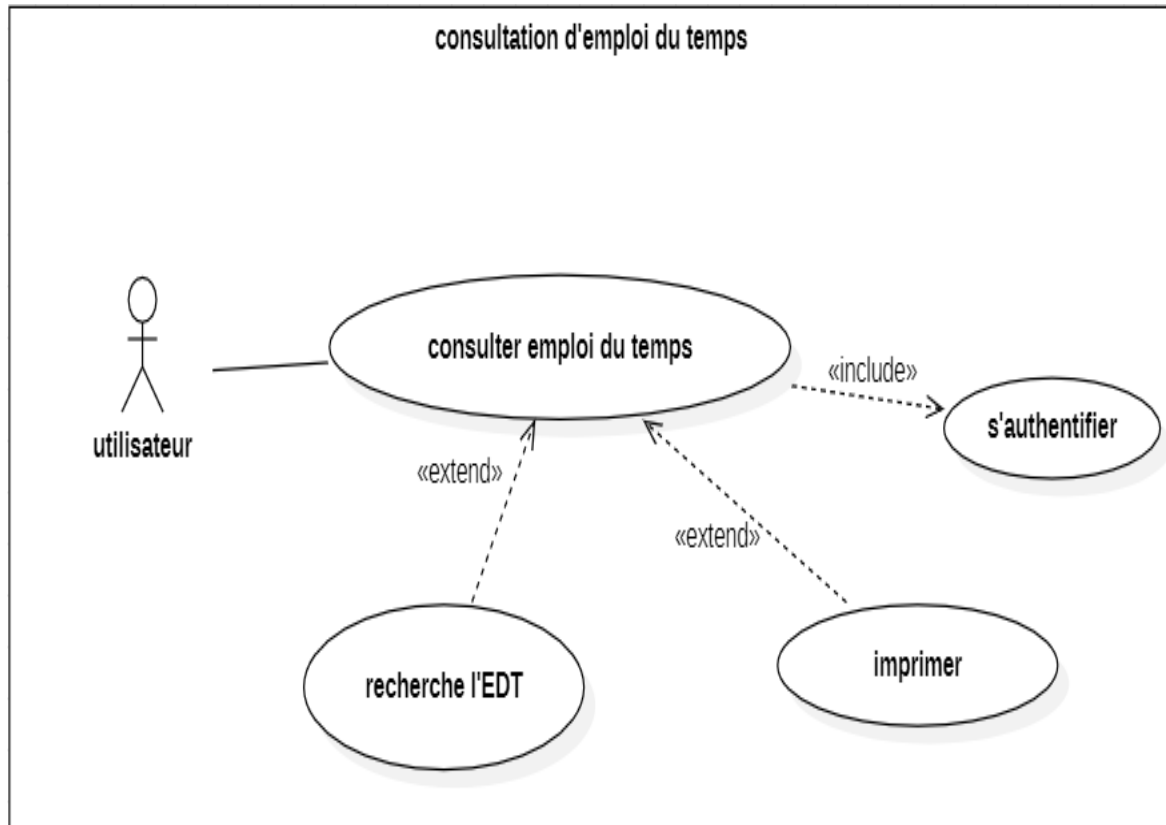 consultation d'emploi du temps
consulter emploi du temps
«include»
s'authentifier
utilisateur
«extend»
«extend»
recherche l'EDT
imprimer